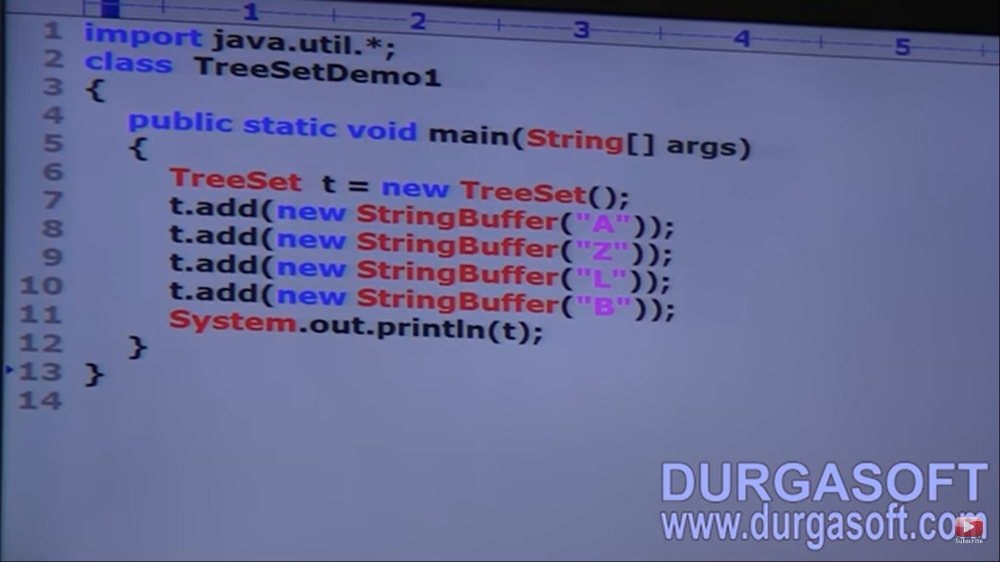 1 2 3 4 5
1 import java.util.*;
2 class TreeSetDemo1
3 {
4 public static void main(String[] args)
5 {
6 TreeSet t = new TreeSet();
7 t.add(new StringBuffer("A"));
8 t.add(new StringBuffer("Z"));
9 t.add(new StringBuffer("L"));
10 t.add(new StringBuffer("B"));
11 System.out.println(t);
12 }
13 }
14
DURGASOFT
www.durgasoft.com
Subscribe